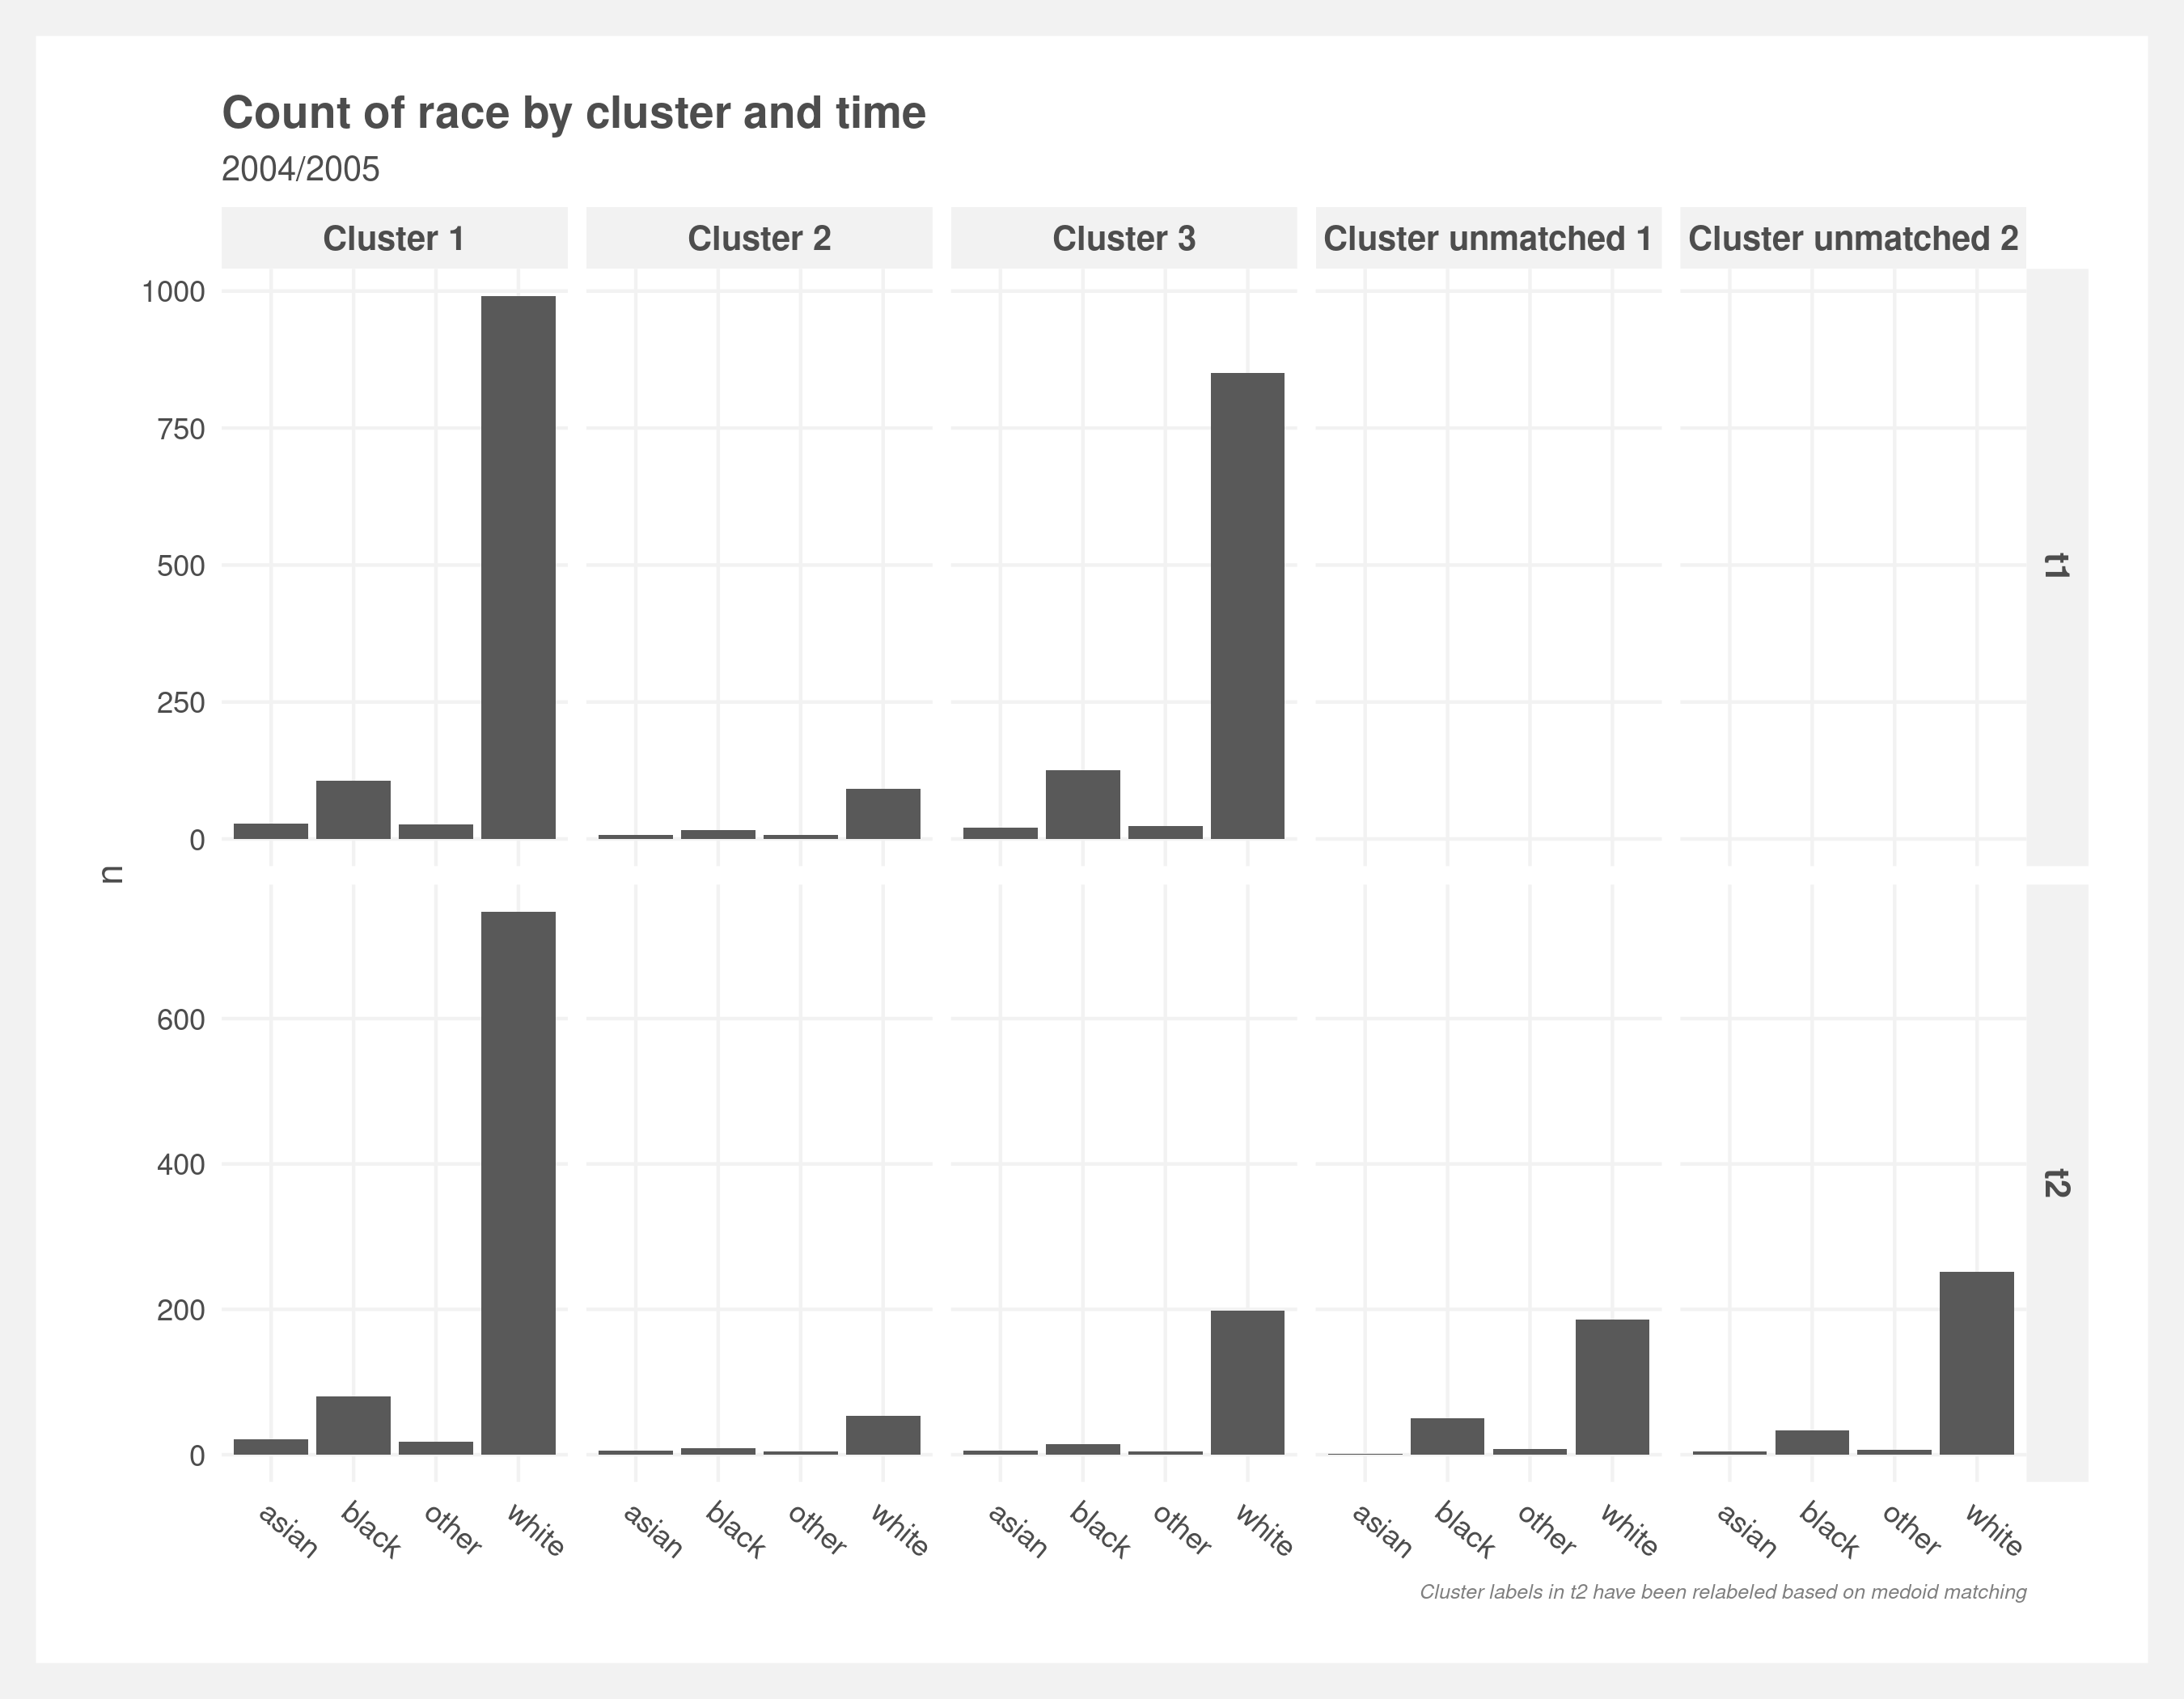 Count of race by cluster and time
2004/2005
Cluster 1 Cluster 2 Cluster 3 Cluster unmatched 1 Cluster unmatched 2
1000
750
500
250
0
t1
n
600
400
200
0
t2
asian black other white asian black other white asian black other white asian black other white asian black other white
Cluster labels in t2 have been relabeled based on medoid matching